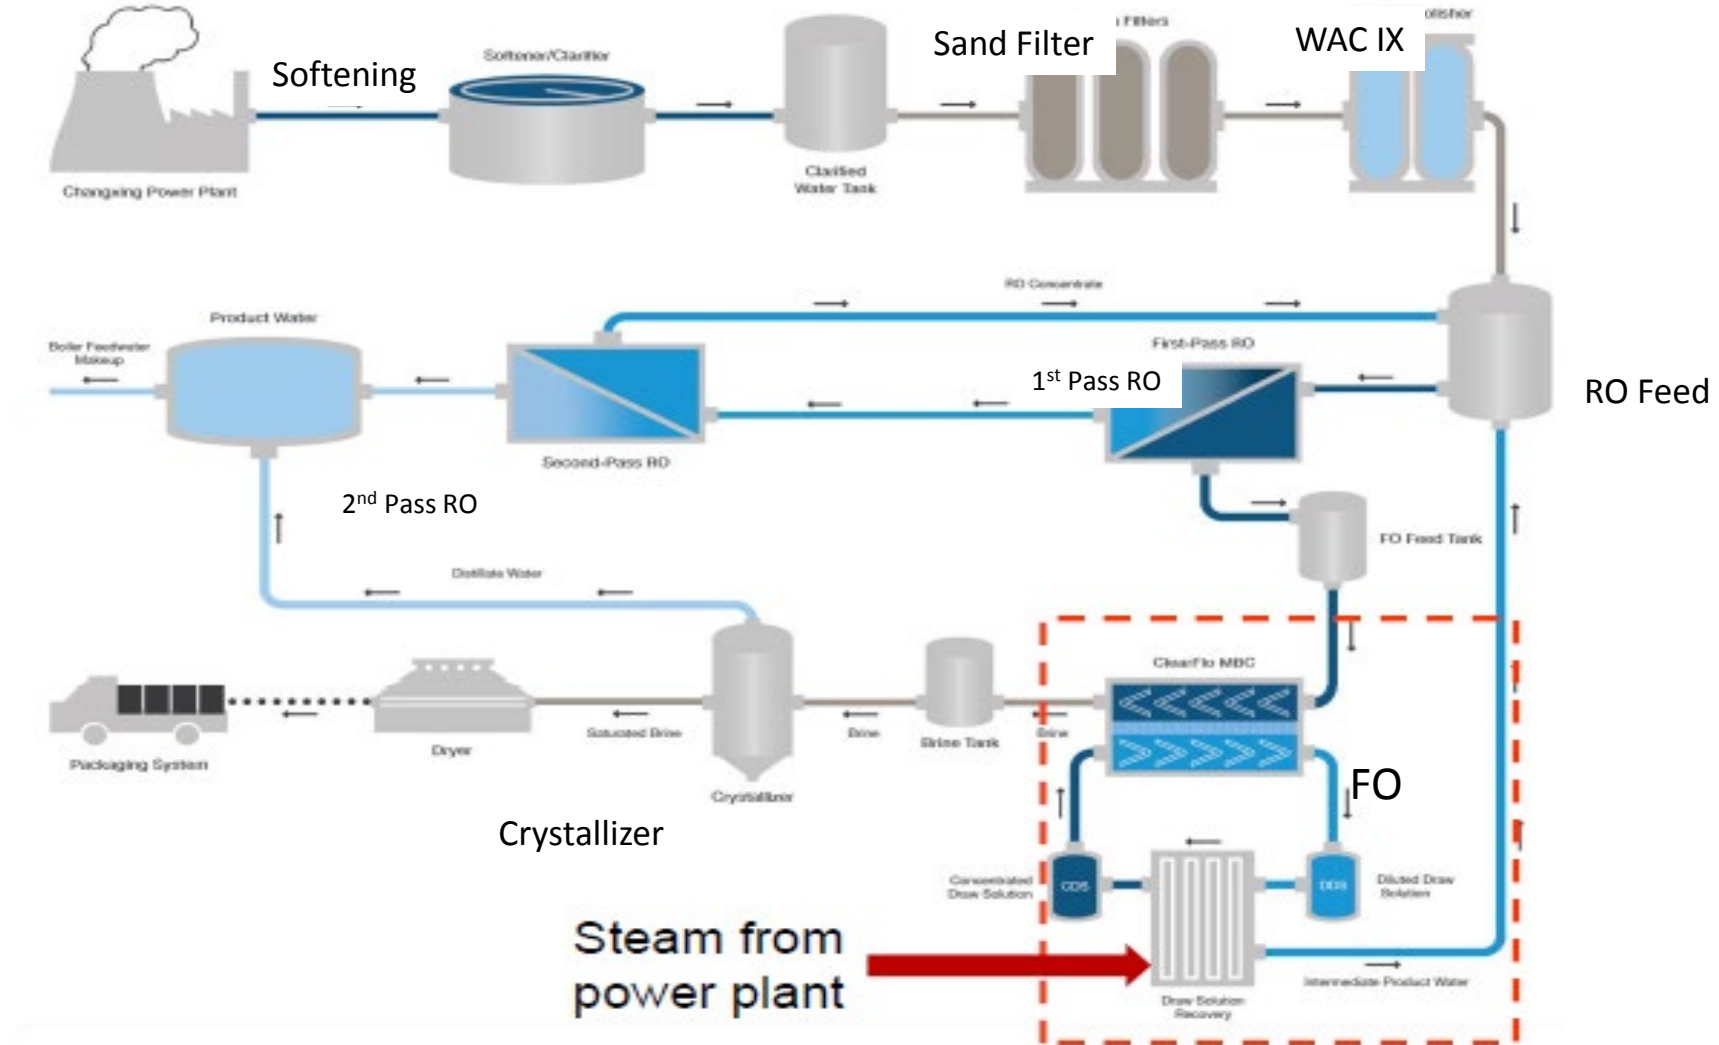 Softening
Softener/Clarifier
Sand Filter
Filters
WAC IX
olisher
Changxing Power Plant
Clarified
Water Tank
RO Concentrate
Product Water
Boiler Feedwater
Makeup
First-Pass RO
1st Pass RO
RO Feed
Second-Pass RO
2nd Pass RO
FO Feed Tank
Distillate Water
ClearFlo MBC
Saturated Brine
Brine
Brine Tank
Brine
Dryer
Packaging System
Crystallizer
Crystallizer
FO
Concentrated
Draw Solution
CDS
DDS
Diluted Draw
Solution
Steam from
power plant
Intermediate Product Water
Draw Solution
Recovery